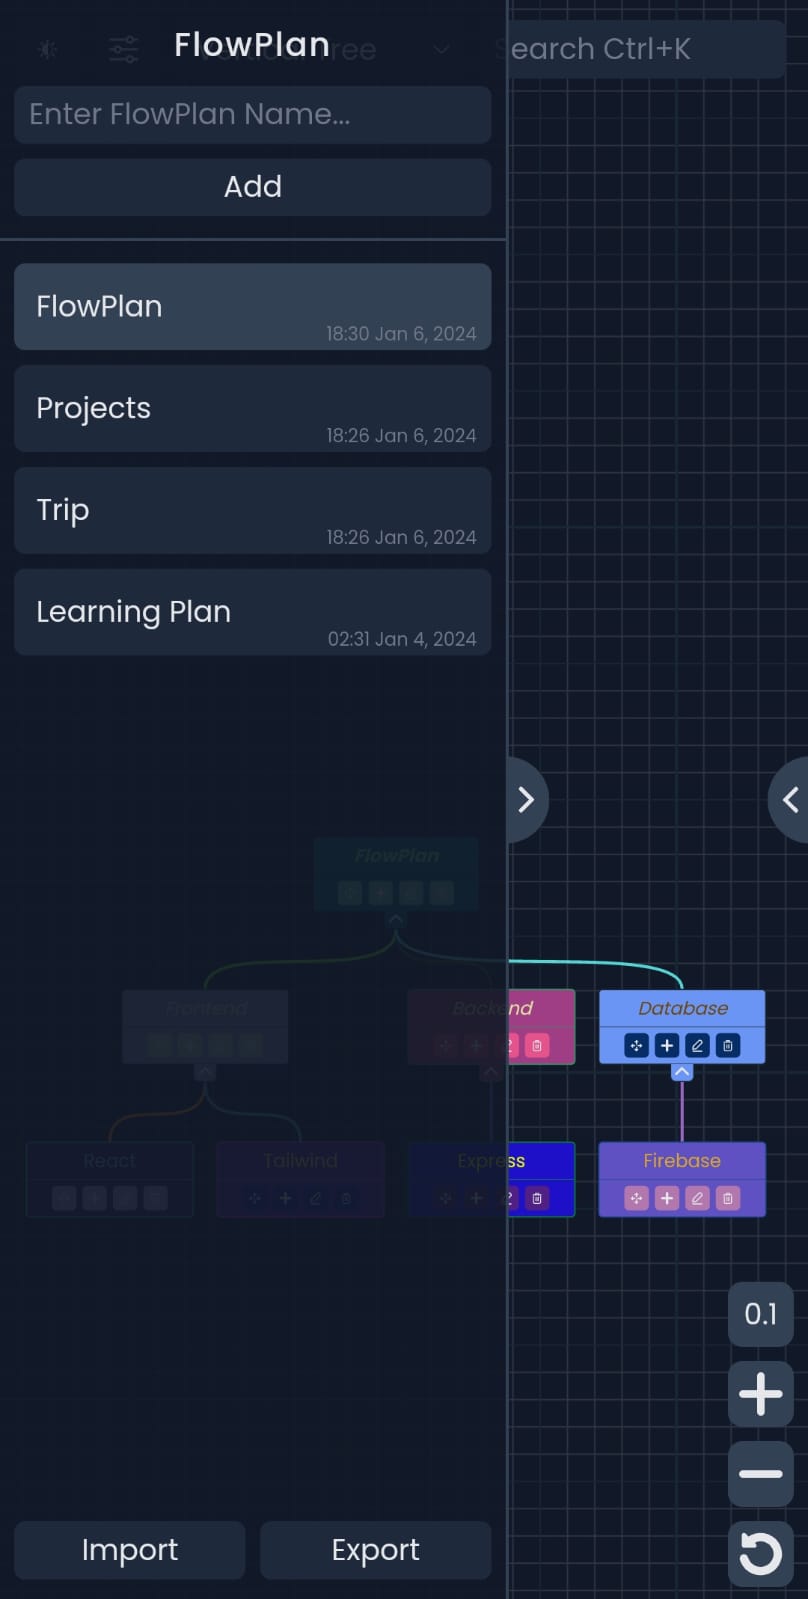 FlowPlan
Vertical Tree
Search Ctrl+K
Enter FlowPlan Name...
Add
FlowPlan
18:30 Jan 6, 2024
Projects
18:26 Jan 6, 2024
Trip
18:26 Jan 6, 2024
Learning Plan
02:31 Jan 4, 2024
FlowPlan
Frontend
Backend
Database
React
Tailwind
Express
Firebase
0.1
Import
Export